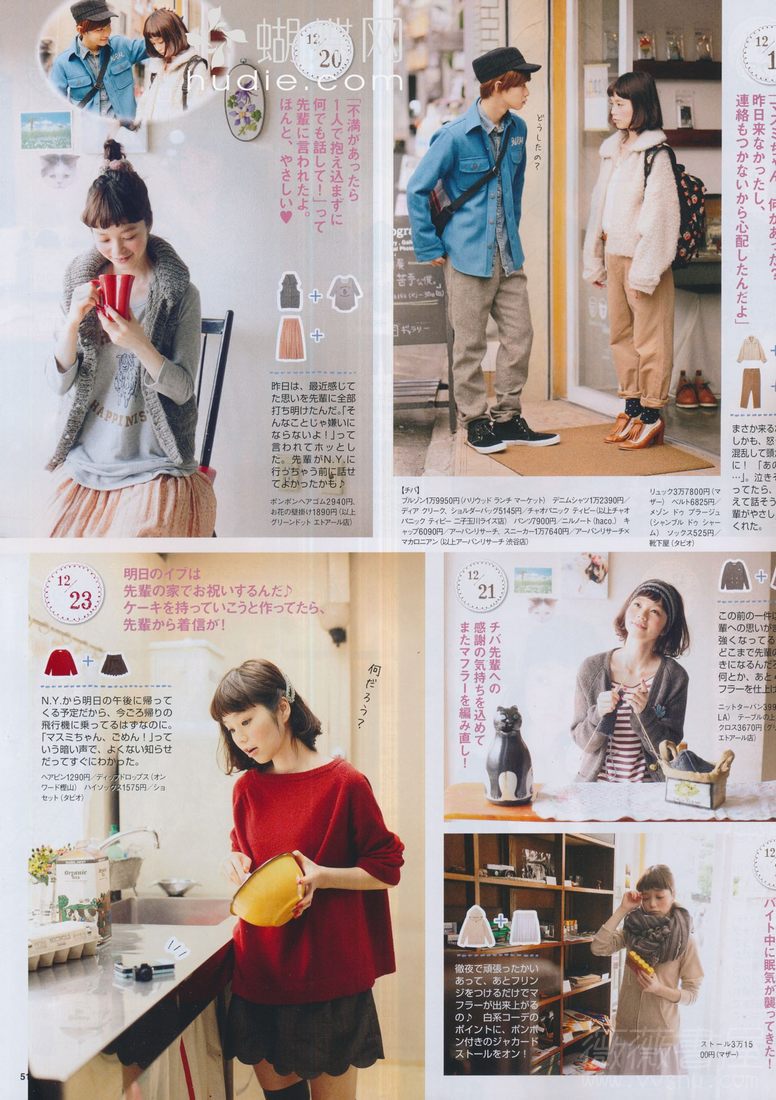 蝴蝶网
hudie.com
12/20
「不満があったら
1人で抱え込まずに
何でも話して!」って
先輩に言われたよ。
ほんと、やさしい♥
HAPPINESS
昨日は、最近感じて
た思いを先輩に全部
打ち明けたんだ。「そ
んなことじゃ嫌いに
ならないよ!」って
言われてホッとし
た。先輩がN.Y.に
行っちゃう前に話せ
てよかったかも♪
ポンポンヘアゴム2940円、
お花の壁掛け1890円(以上
グリーンドット エトアール店)
どうしたの?
ギャラリー
昨日来なかったし、
連絡もつかないから心配したんだよ」
まさか来る
しかも、怒
混乱して頭
に!「あ
…」。泣きそ
ってたら、
えて話そう
輩がやさし
くれた。
【チバ】
ブルゾン1万9950円(ハリウッド ランチ マーケット) デニムシャツ1万2390円/
ディア クリーク、ショルダーバッグ5145円/チャオパニック ティピー(以上チャオ
パニック ティピー 二子玉川ライズ店) パンツ7900円/ニルノート(haco.) キ
ャップ6090円/アーバンリサーチ、スニーカー1万7640円/アーバンリサーチ×
マカロニアン(以上アーバンリサーチ 渋谷店)
リュック3万7800円(マ
ザー) ベルト6825円/
メゾン ドゥ ブラージュ
(シャンブル ドゥ シャー
ム) ソックス525円/
靴下屋(タビオ)
12/23
明日のイブは
先輩の家でお祝いするんだ♪
ケーキを持っていこうと作ってたら、
先輩から着信が!
N.Y.から明日の午後に帰って
くる予定だから、今ごろ帰りの
飛行機に乗ってるはずなのに。
「マスミちゃん、ごめん!」って
いう暗い声で、よくない知らせ
だってすぐにわかった。
ヘアピン1290円/ディップドロップス(オン
ワード樫山) ハイソックス1575円/ショ
セット(タビオ)
何だろう?
Organic
12/21
チバ先輩への
感謝の気持ちを込めて
またマフラーを編み直し!
この前の一件
輩への思いが
強くなってる
どこまで先輩の
きになるんだろ
何とか、あと
フラーを仕上
ニットターバン399
LA) テーブルの上
クロス3670円(グ
エトアール店)
バイト中に眠気が襲ってきた!
徹夜で頑張ったかい
あって、あとフリン
ジをつけるだけでマ
フラーが出来上がる
の♪ 白系コーデの
ポイントに、ポンポ
ン付きのジャカード
ストールをオン!
ストール3万15
00円(マザー)
51